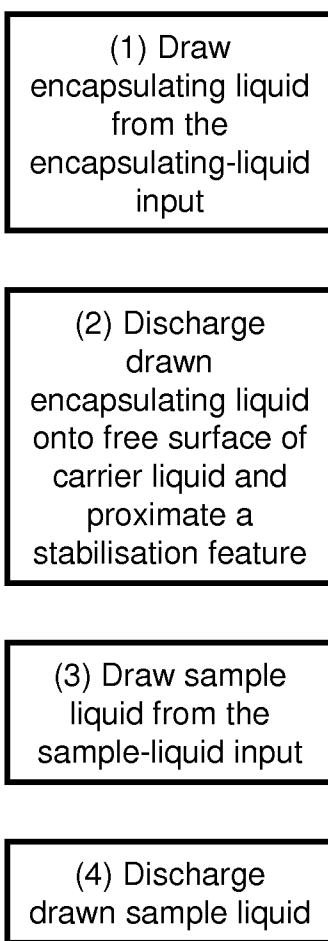 (1) Draw
encapsulating liquid
from the
encapsulating-liquid
input
(2) Discharge
drawn
encapsulating liquid
onto free surface of
carrier liquid and
proximate a
stabilisation feature
(3) Draw sample
liquid from the
sample-liquid input
(4) Discharge
drawn sample liquid